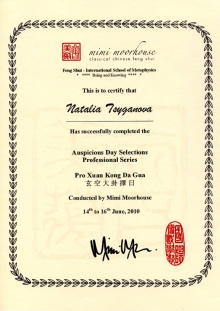 mimi moorhouse
classical chinese feng shui
Feng Shui - International School of Metaphysics
* **** Being and Knowing **** *
This is to certify that
Natalia Tsyganova
Has successfully completed the
Auspicious Day Selections
Professional Series
Pro Xuan Kong Da Gua
玄空大卦擇日
Conducted by Mimi Moorhouse
14th to 16th June, 2010